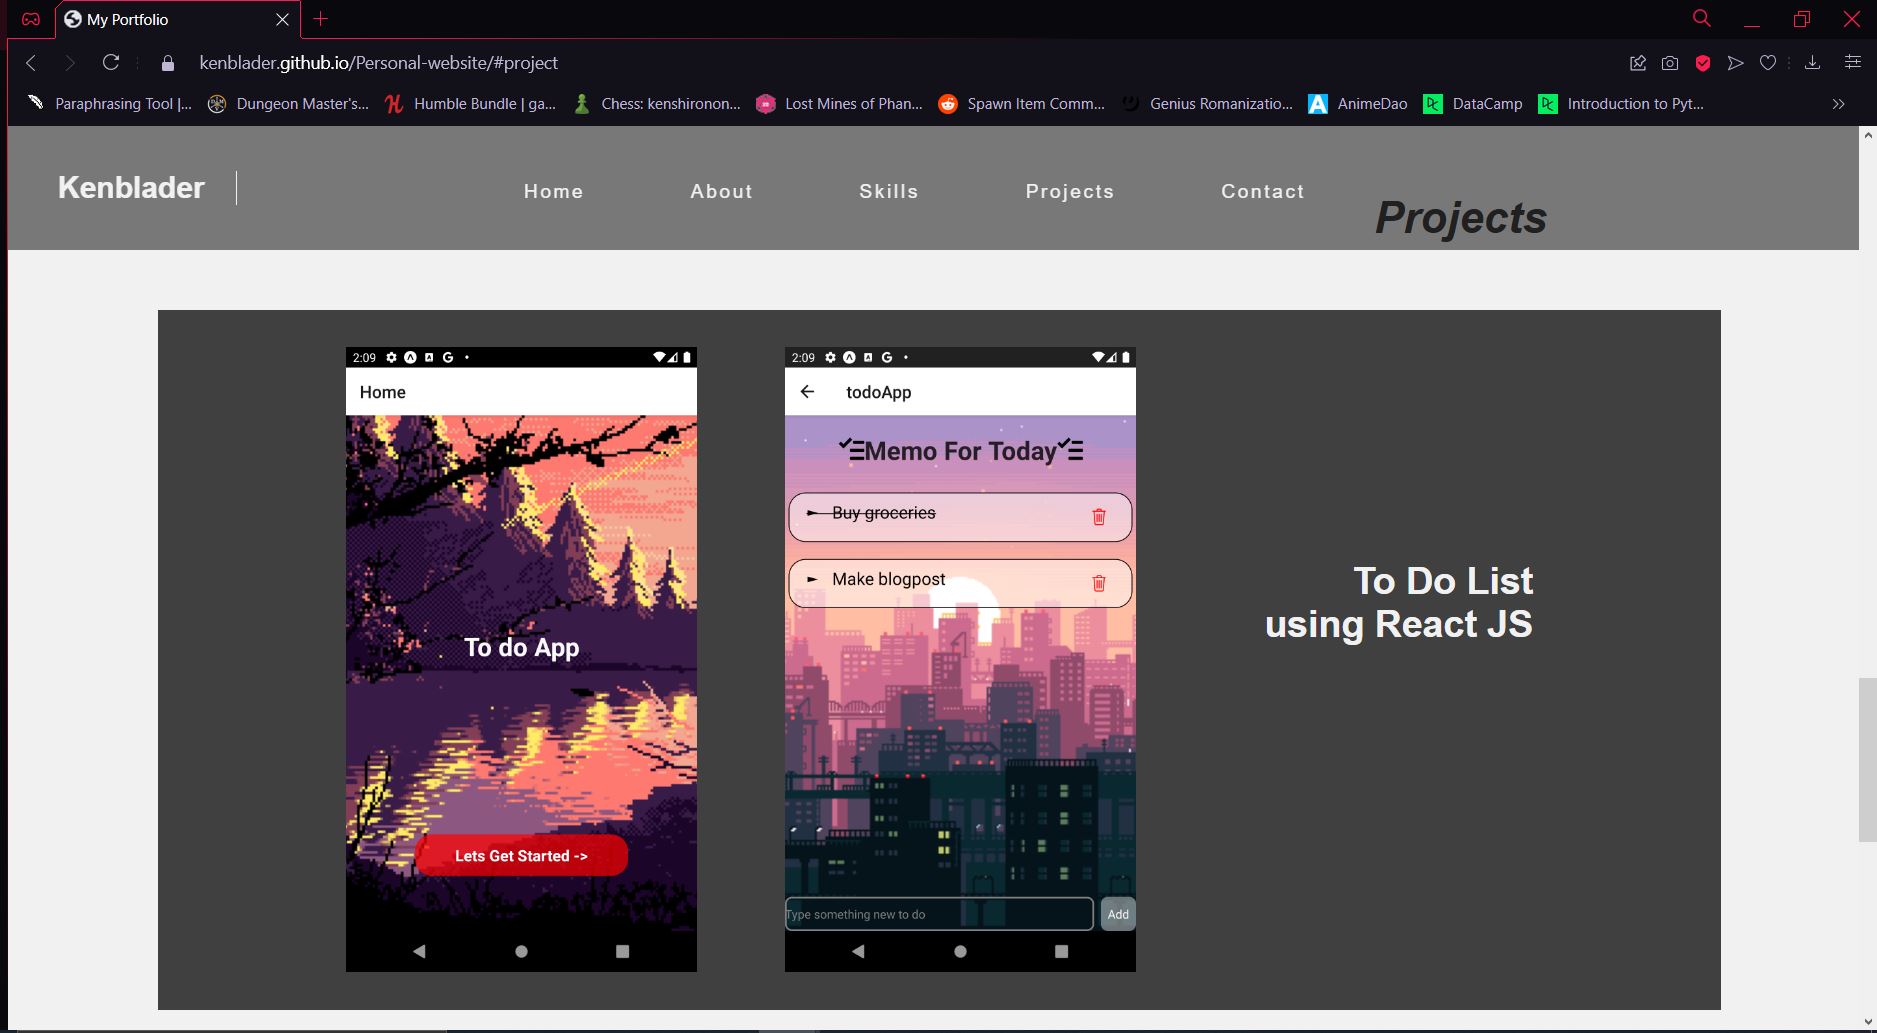 My Portfolio
kenblader.github.io/Personal-website/#project
Paraphrasing Tool |... Dungeon Master's... Humble Bundle | ga... Chess: kenshironon... Lost Mines of Phan... Spawn Item Comm... Genius Romanizatio... AnimeDao DataCamp Introduction to Pyt...
Kenblader Home About Skills Projects Contact
Projects
2:09
Home
To do App
Lets Get Started ->
2:09
todoApp
Memo For Today
Buy groceries
Make blogpost
Type something new to do Add
To Do List
using React JS